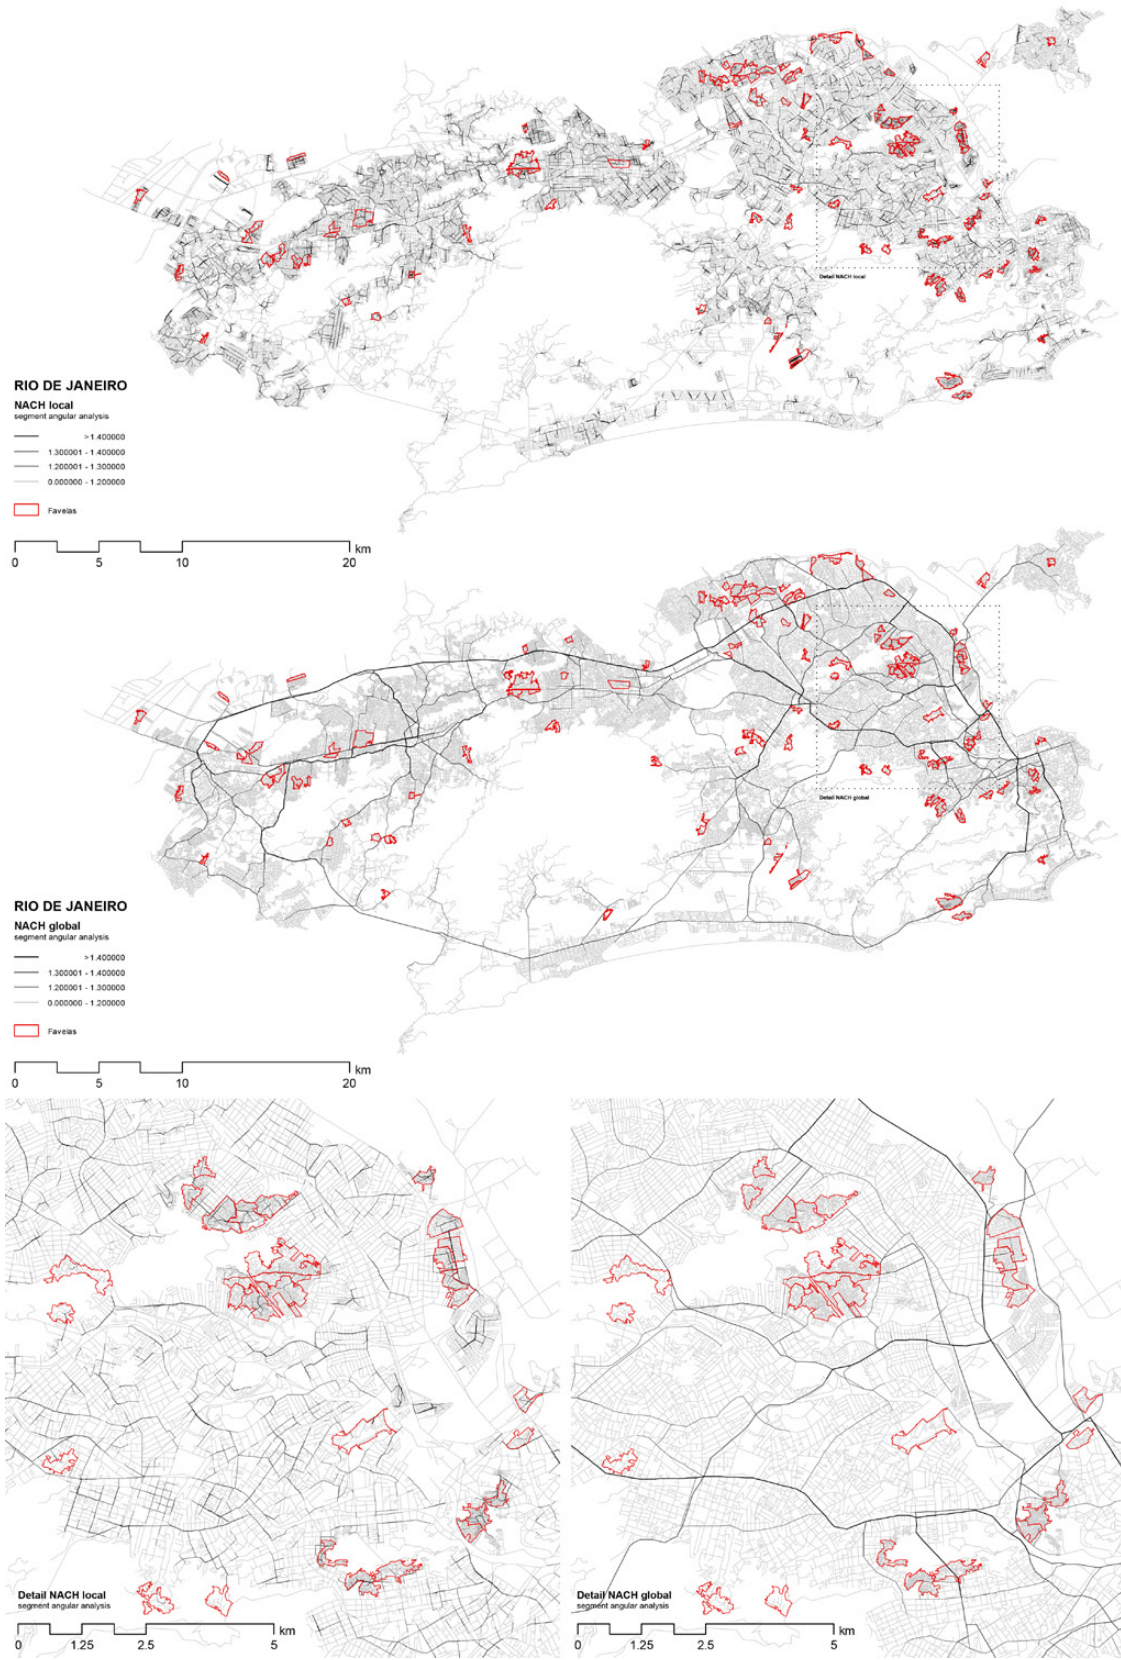 Detail NACH local
RIO DE JANEIRO
NACH local
segment angular analysis
> 1.400000
1.300001 - 1.400000
1.200001 - 1.300000
0.000000 - 1.200000
Favelas
km
0 5 10 20
Detail NACH global
RIO DE JANEIRO
NACH global
segment angular analysis
> 1.400000
1.300001 - 1.400000
1.200001 - 1.300000
0.000000 - 1.200000
Favelas
km
0 5 10 20
Detail NACH local
segment angular analysis
km
0 1.25 2.5 5
Detail NACH global
segment angular analysis
km
0 1.25 2.5 5